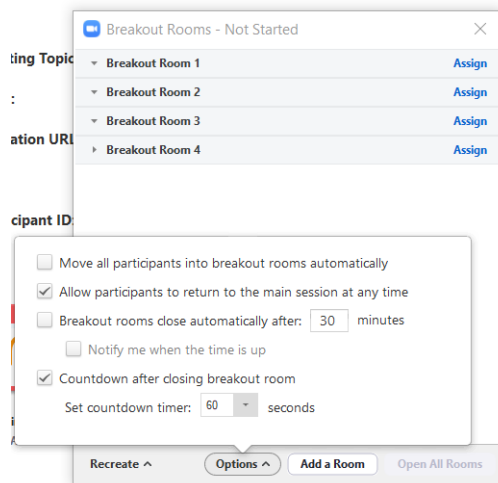 Breakout Rooms - Not Started
ting Topic
Breakout Room 1 Assign
:
Breakout Room 2 Assign
Breakout Room 3 Assign
ation URL
Breakout Room 4 Assign
cipant ID:
Move all participants into breakout rooms automatically
Allow participants to return to the main session at any time
Breakout rooms close automatically after: 30 minutes
Notify me when the time is up
Countdown after closing breakout room
Set countdown timer: 60 seconds
Recreate Options Add a Room Open All Rooms